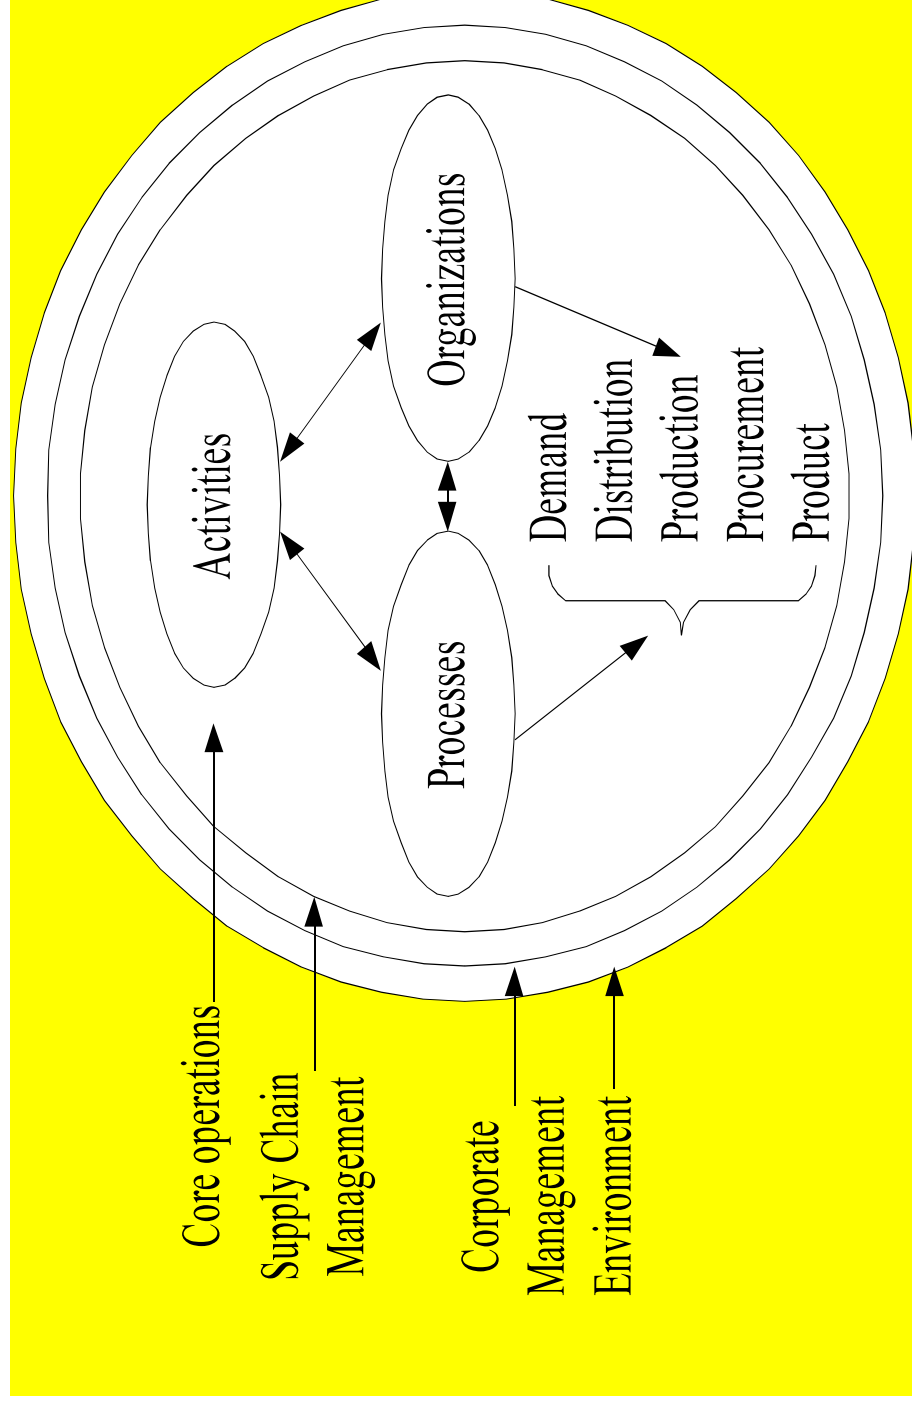 Core operations
Supply Chain
Management
Corporate
Management
Environment
Activities
Processes
Organizations
Demand
Distribution
Production
Procurement
Product